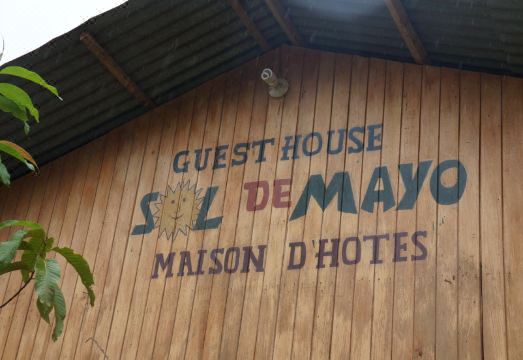 GUEST HOUSE
SOL DE MAYO
MAISON D'HOTES